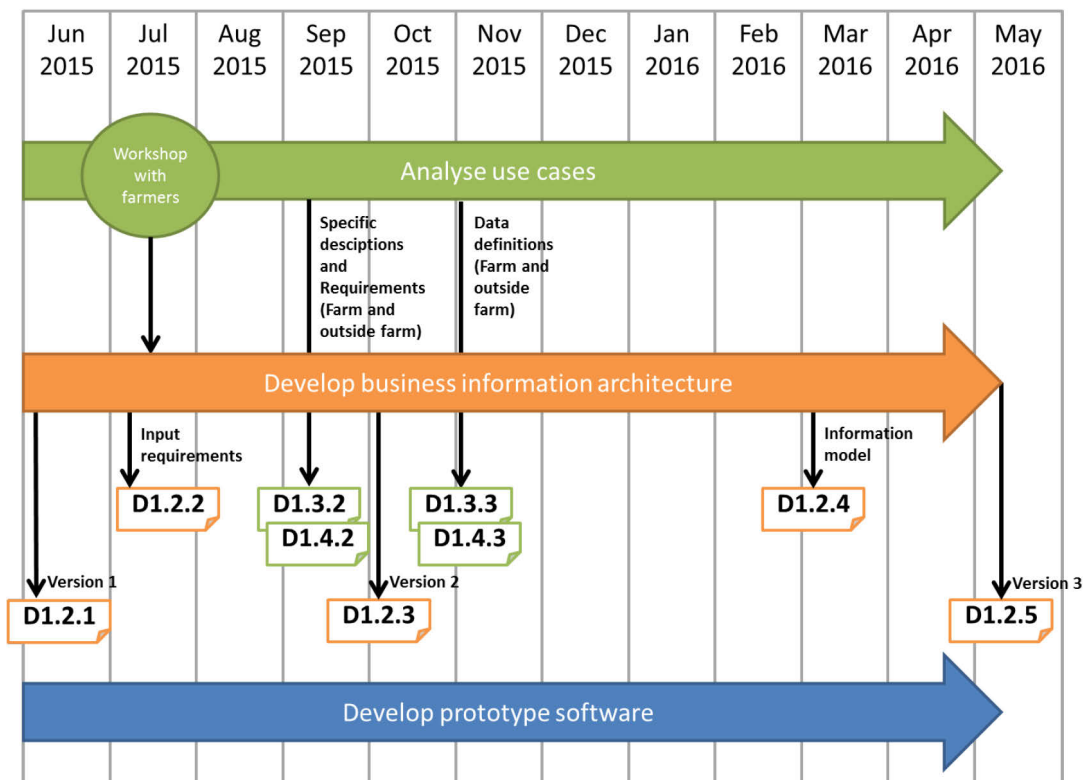 Jun Jul Aug Sep Oct Nov Dec Jan Feb Mar Apr May
2015 2015 2015 2015 2015 2015 2015 2016 2016 2016 2016 2016
Workshop
with
farmers
Analyse use cases
Specific
desciptions
and
Requirements
(Farm and
outside farm)
Data
definitions
(Farm and
outside
farm)
Develop business information architecture
Input
requirements
Information
model
D1.2.2
D1.3.2
D1.4.2
D1.3.3
D1.4.3
D1.2.4
Version 1
D1.2.1
Version 2
D1.2.3
Version 3
D1.2.5
Develop prototype software